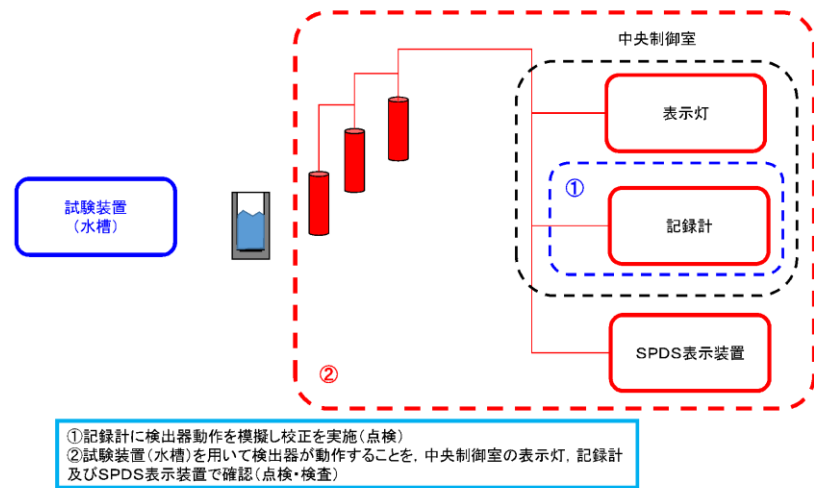 中央制御室
表示灯
①
試験装置
(水槽)
記録計
SPDS表示装置
②
①記録計に検出器動作を模擬し校正を実施(点検)
②試験装置(水槽)を用いて検出器が動作することを, 中央制御室の表示灯, 記録計
及びSPDS表示装置で確認(点検・検査)